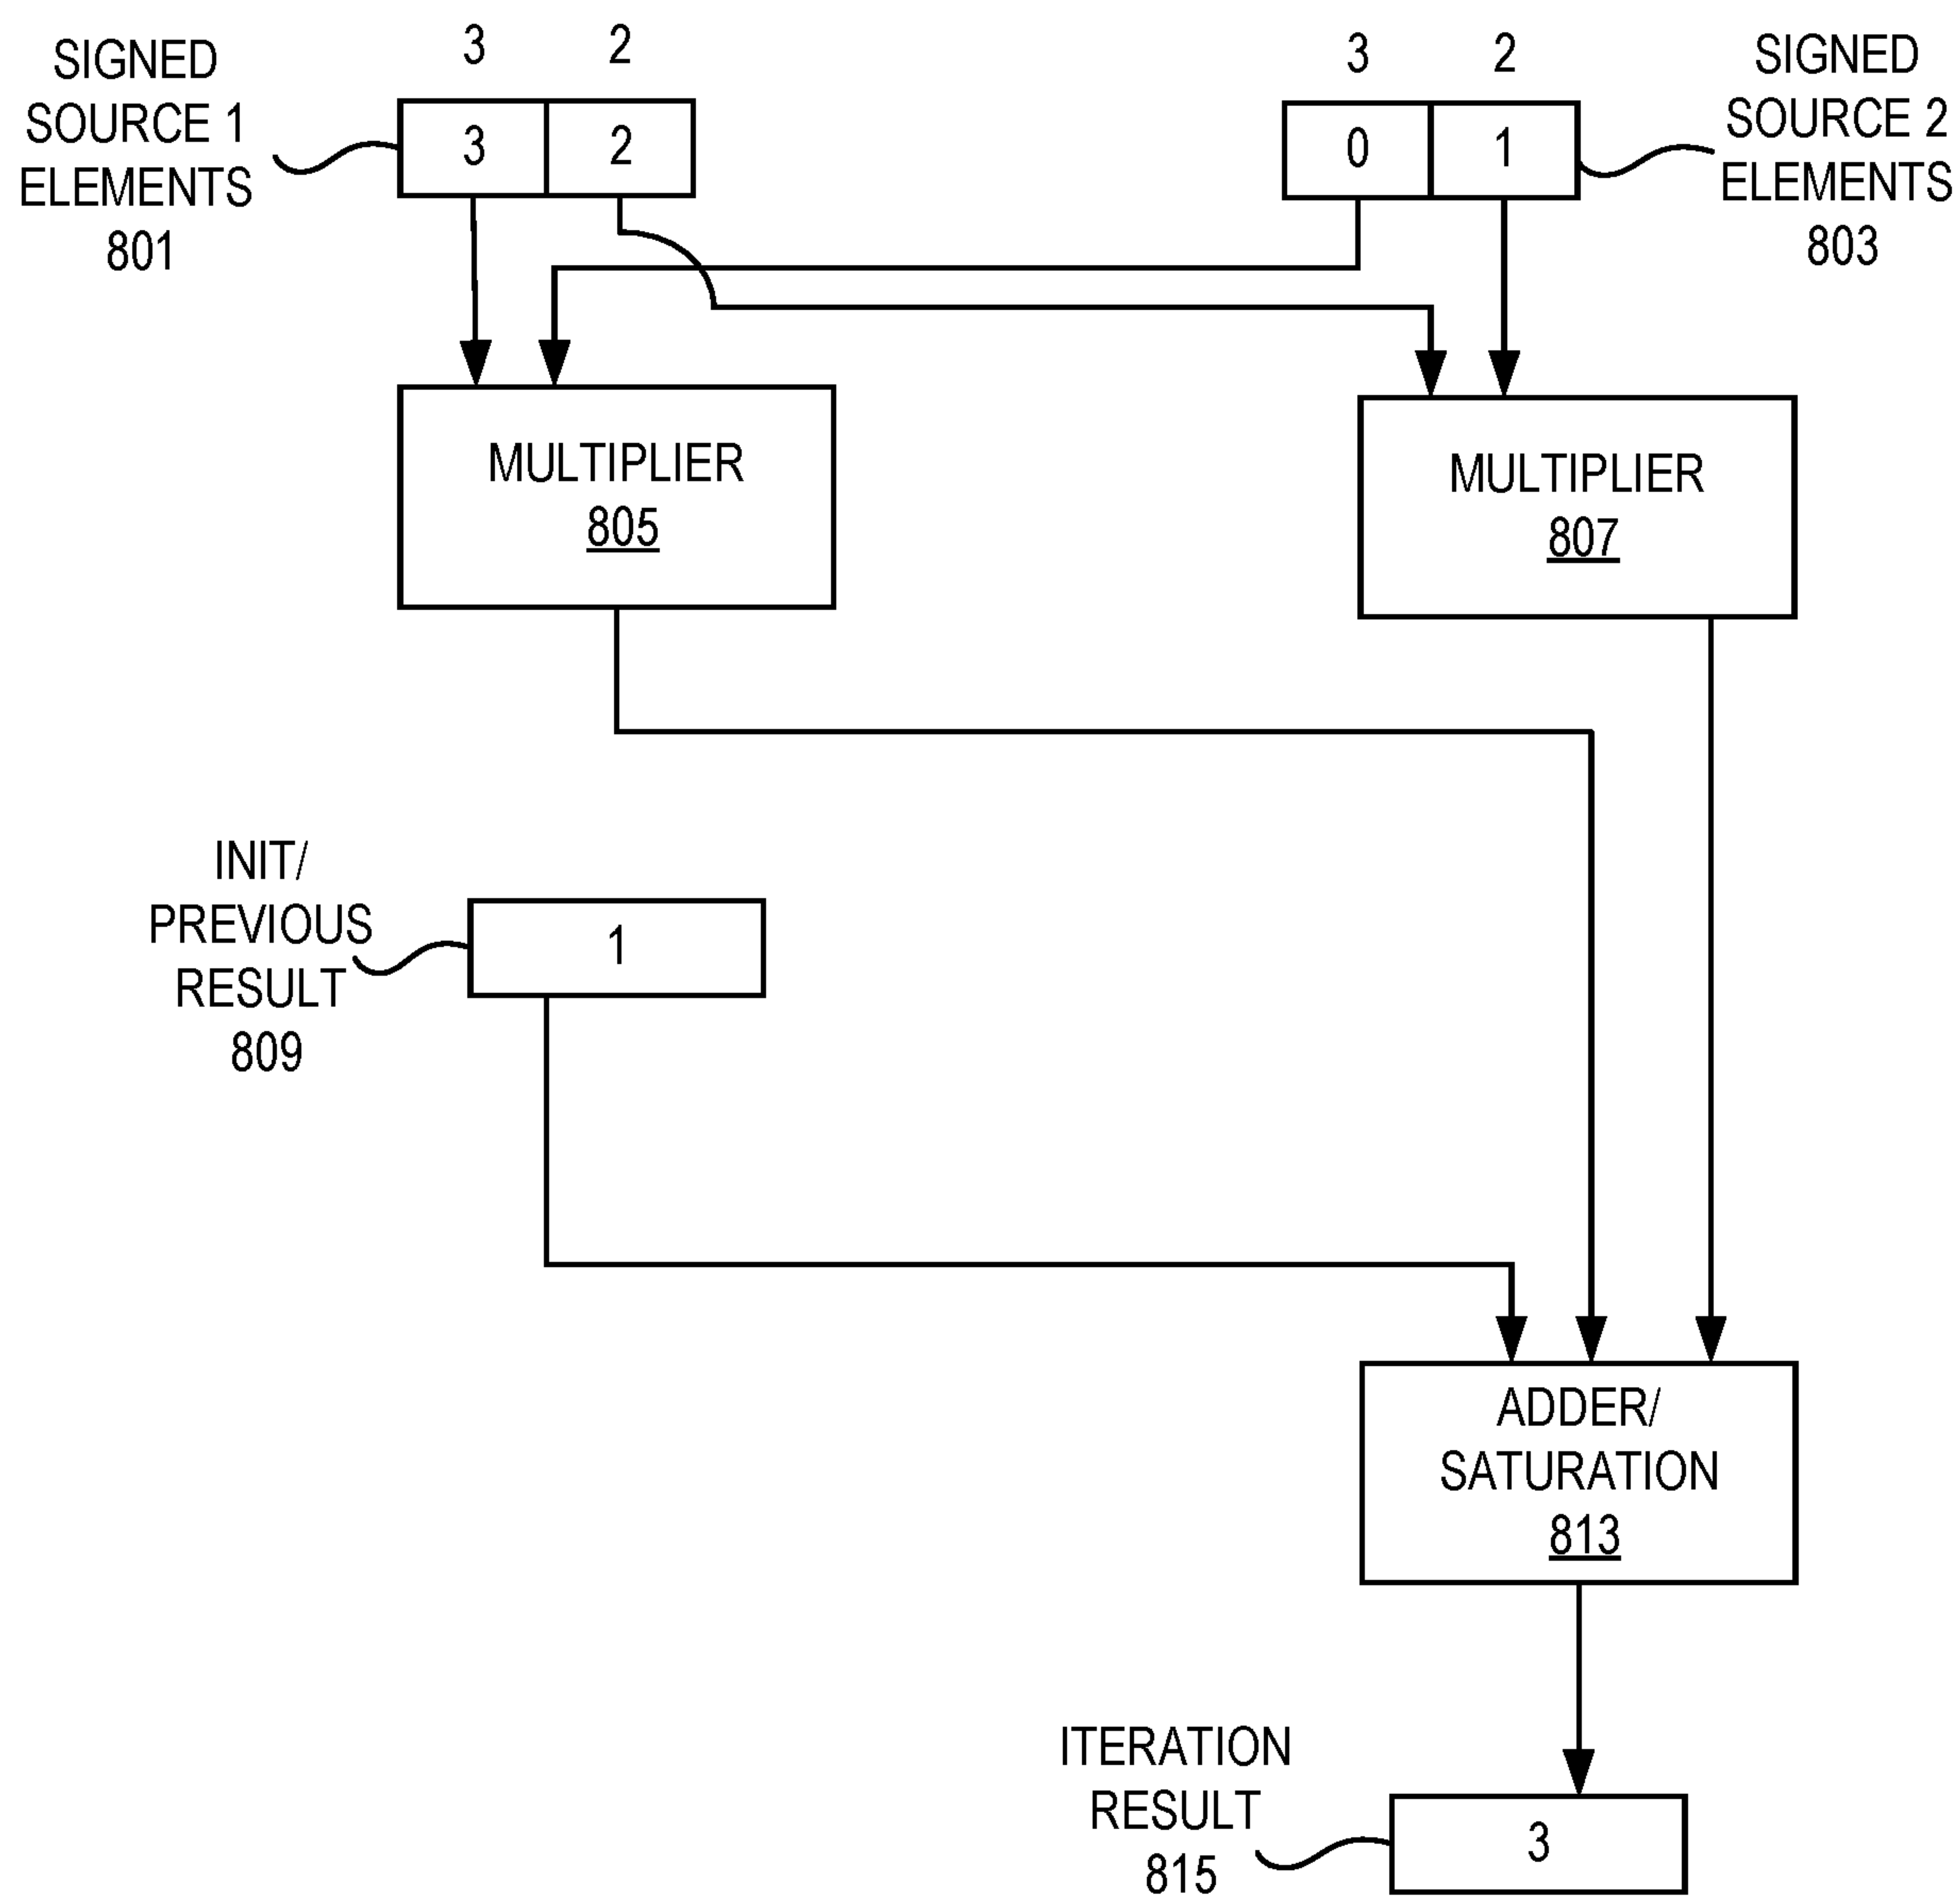 SIGNED
SOURCE 1
ELEMENTS
801
3 2
3 2
3 2
0 1
SIGNED
SOURCE 2
ELEMENTS
803
MULTIPLIER
805
MULTIPLIER
807
INIT/
PREVIOUS
RESULT
809
1
ADDER/
SATURATION
813
ITERATION
RESULT
815
3